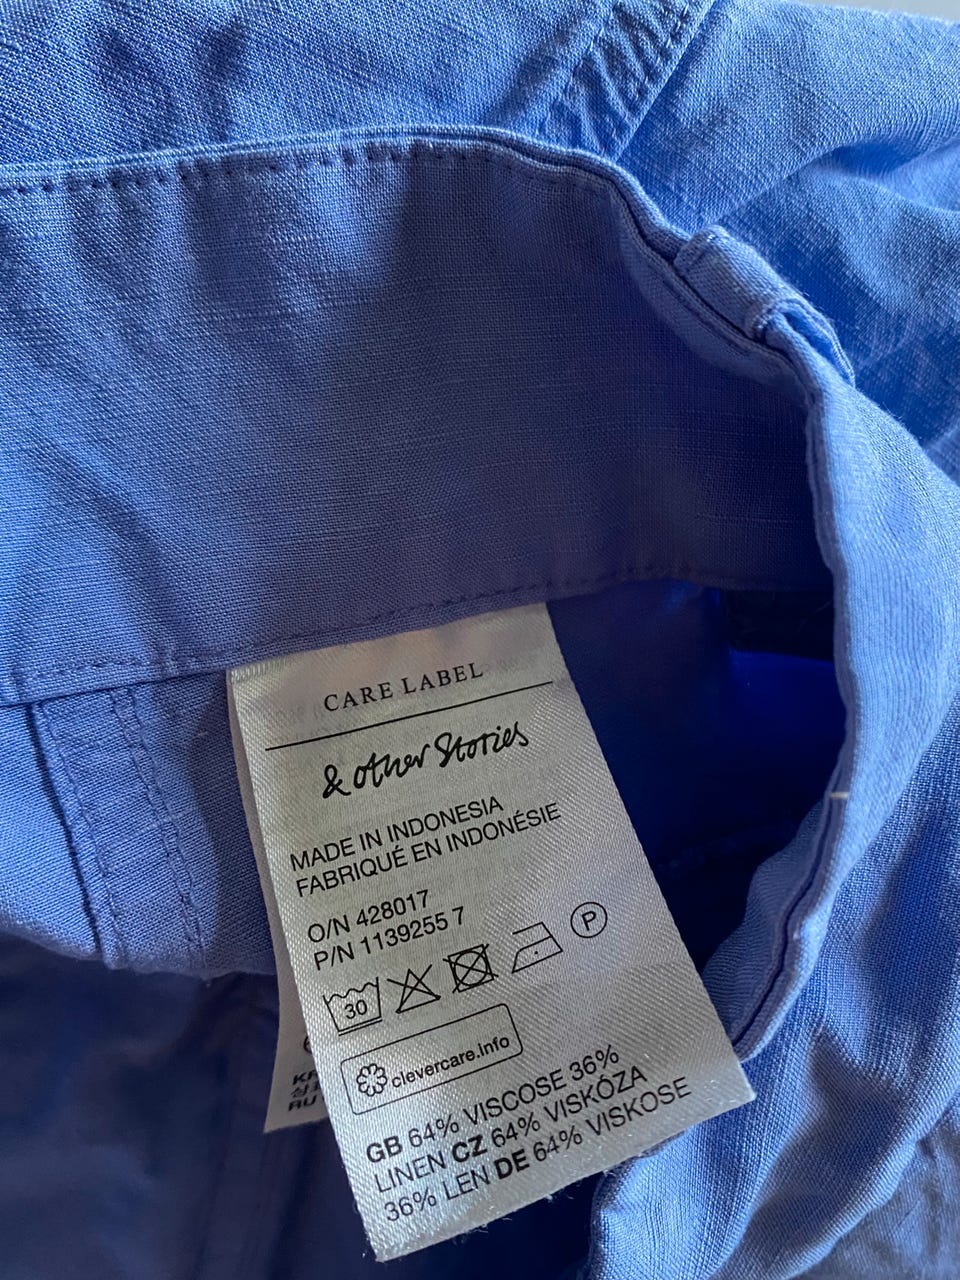 CARE LABEL
& Other Stories
MADE IN INDONESIA
FABRIQUÉ EN INDONÉSIE
O/N 428017
P/N 1139255 7
P
30
clevercare.info
GB 64% VISCOSE 36%
LINEN CZ 64% VISKÓZA
36% LEN DE 64% VISKOSE
RU